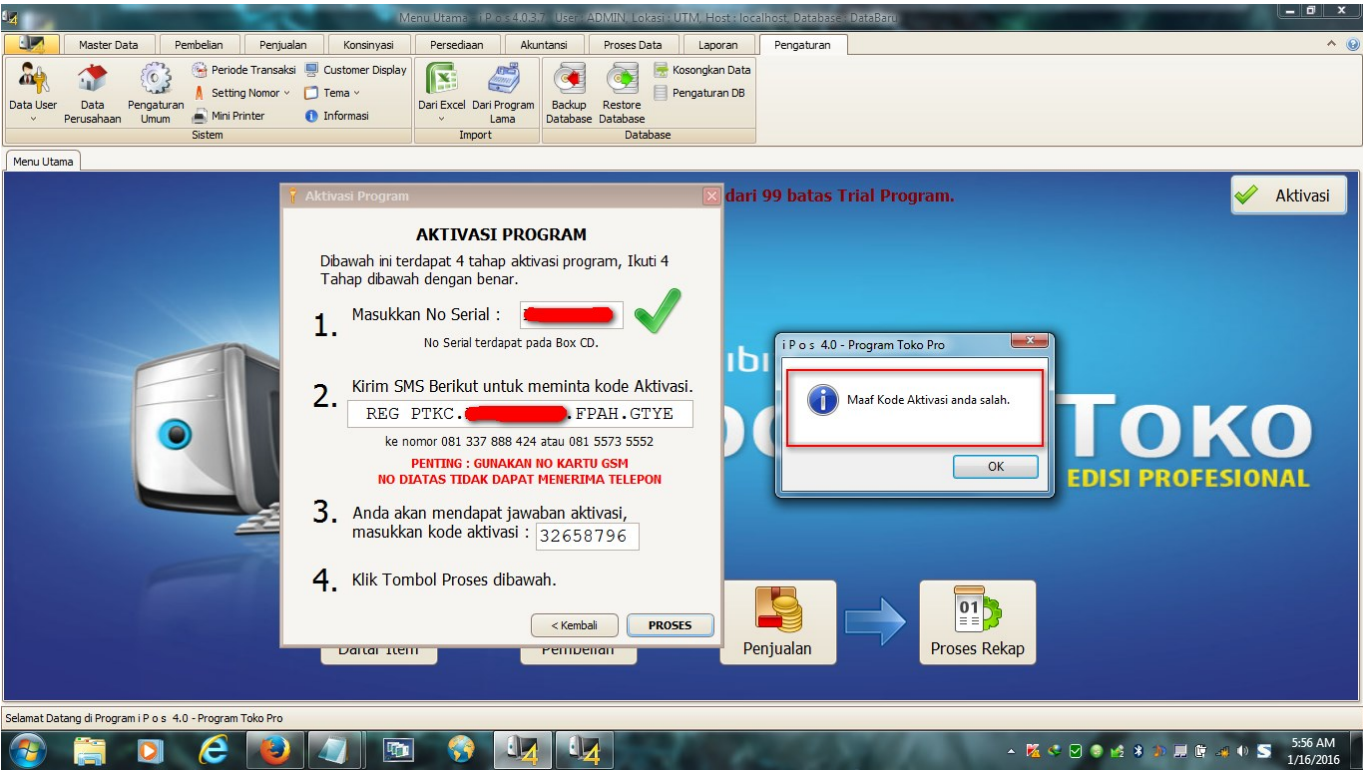 Menu Utama - i P o s 4.0.3.7 User : ADMIN, Lokasi : UTM, Host : localhost, Database : DataBaru
Master Data Pembelian Penjualan Konsinyasi Persediaan Akuntansi Proses Data Laporan Pengaturan
Data User
Data Perusahaan
Pengaturan Umum
Periode Transaksi
Setting Nomor
Mini Printer
Customer Display
Tema
Informasi
Sistem
Dari Excel
Dari Program Lama
Import
Backup Database
Restore Database
Kosongkan Data
Pengaturan DB
Database
Menu Utama
dari 99 batas Trial Program.
Aktivasi
Aktivasi Program
AKTIVASI PROGRAM
Dibawah ini terdapat 4 tahap aktivasi program, Ikuti 4
Tahap dibawah dengan benar.
1. Masukkan No Serial :
No Serial terdapat pada Box CD.
2. Kirim SMS Berikut untuk meminta kode Aktivasi.
REG PTKC. .FPAH.GTYE
ke nomor 081 337 888 424 atau 081 5573 5552
PENTING : GUNAKAN NO KARTU GSM
NO DIATAS TIDAK DAPAT MENERIMA TELEPON
3. Anda akan mendapat jawaban aktivasi,
masukkan kode aktivasi : 32658796
4. Klik Tombol Proses dibawah.
< Kembali PROSES
i P o s 4.0 - Program Toko Pro
Maaf Kode Aktivasi anda salah.
OK
TOKO
EDISI PROFESIONAL
Daftar Item Pembelian Penjualan Proses Rekap
01
Selamat Datang di Program i P o s 4.0 - Program Toko Pro
5:56 AM
1/16/2016